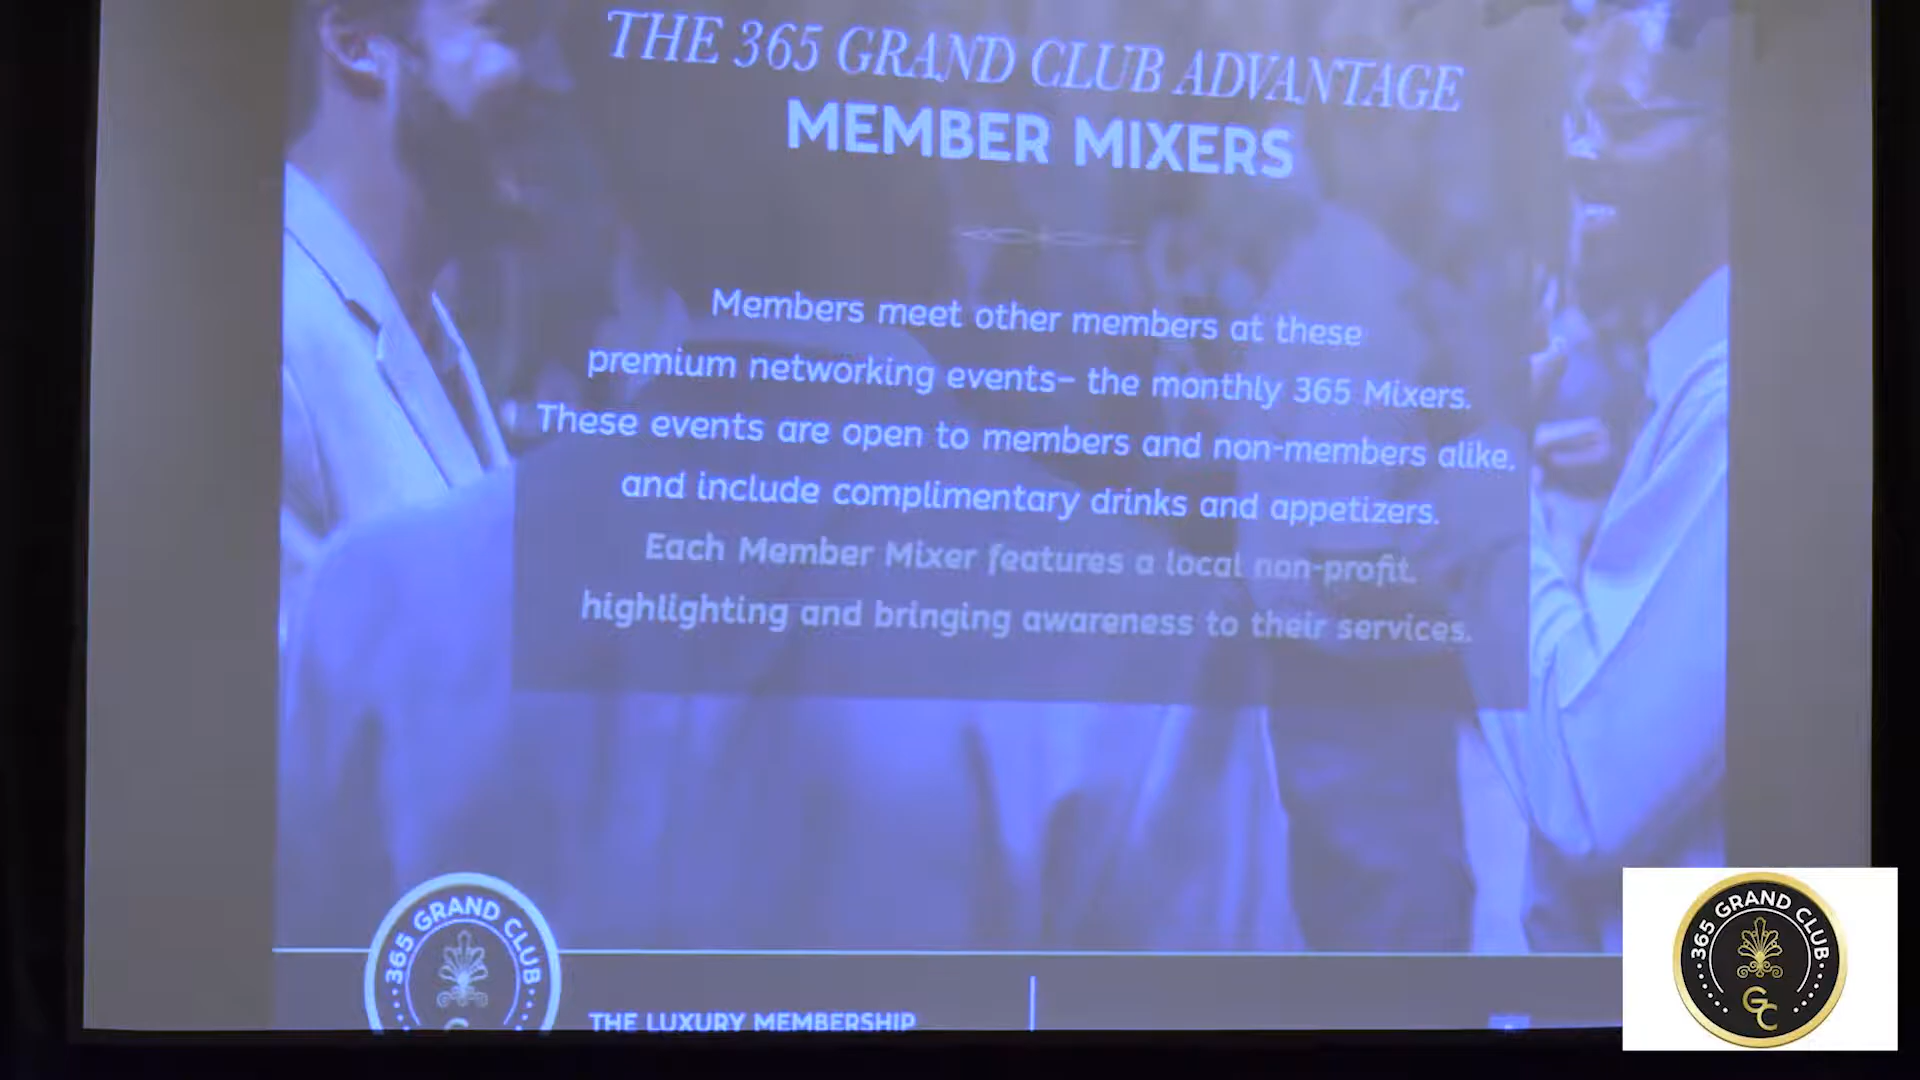 THE 365 GRAND CLUB ADVANTAGE
MEMBER MIXERS
Members meet other members at these
premium networking events– the monthly 365 Mixers.
These events are open to members and non-members alike,
and include complimentary drinks and appetizers.
Each Member Mixer features a local non-profit,
highlighting and bringing awareness to their services.
365 GRAND CLUB
THE LUXURY MEMBERSHIP
365 GRAND CLUB
GC